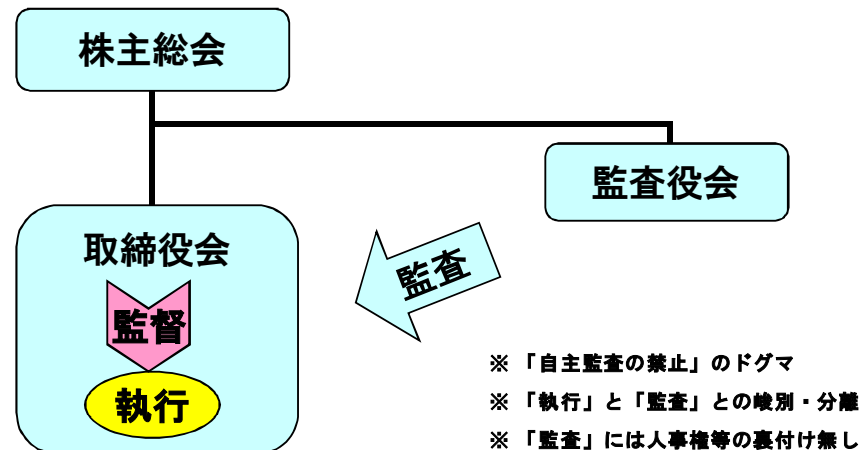 株主総会
監査役会
取締役会
監査
監督
執行
※ 「自主監査の禁止」のドグマ
※ 「執行」と「監査」との峻別・分離
※ 「監査」には人事権等の裏付け無し